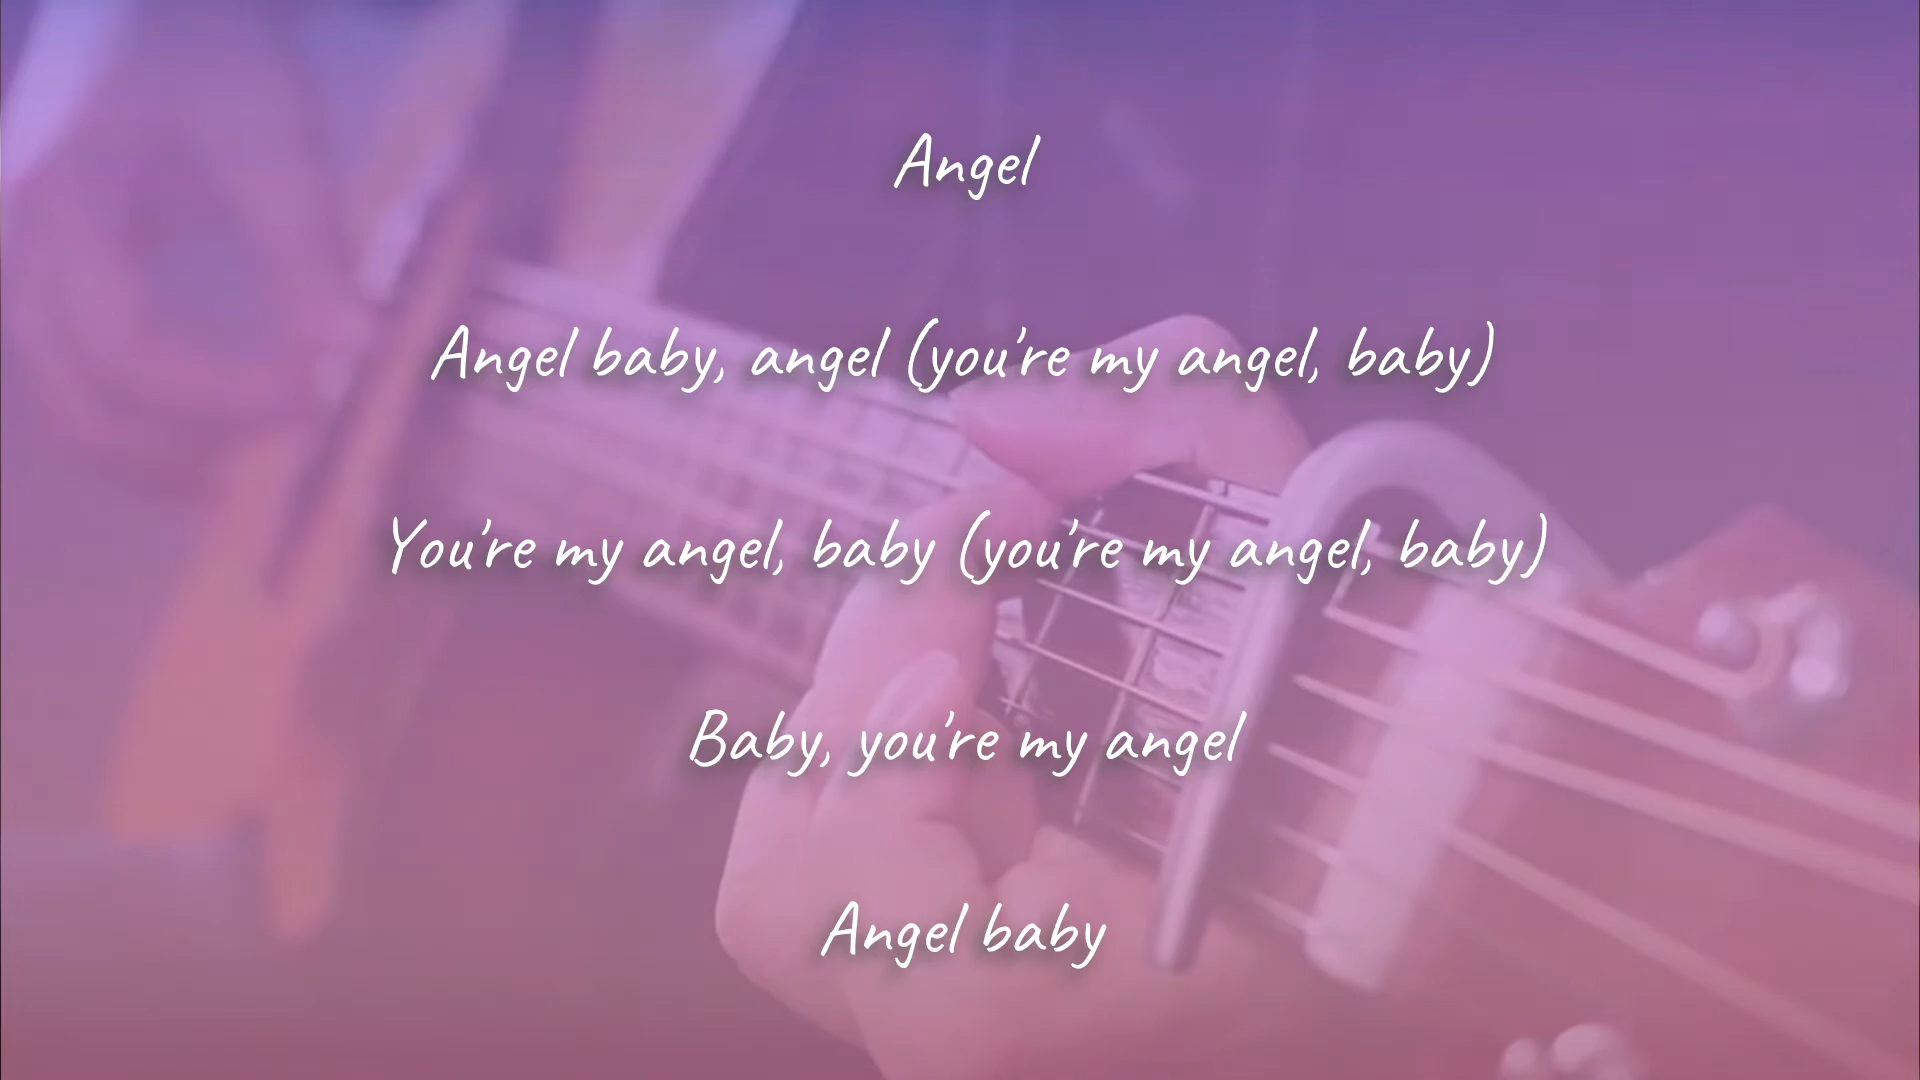 Angel
Angel baby, angel (you're my angel, baby)
You're my angel, baby (you're my angel, baby)
Baby, you're my angel
Angel baby